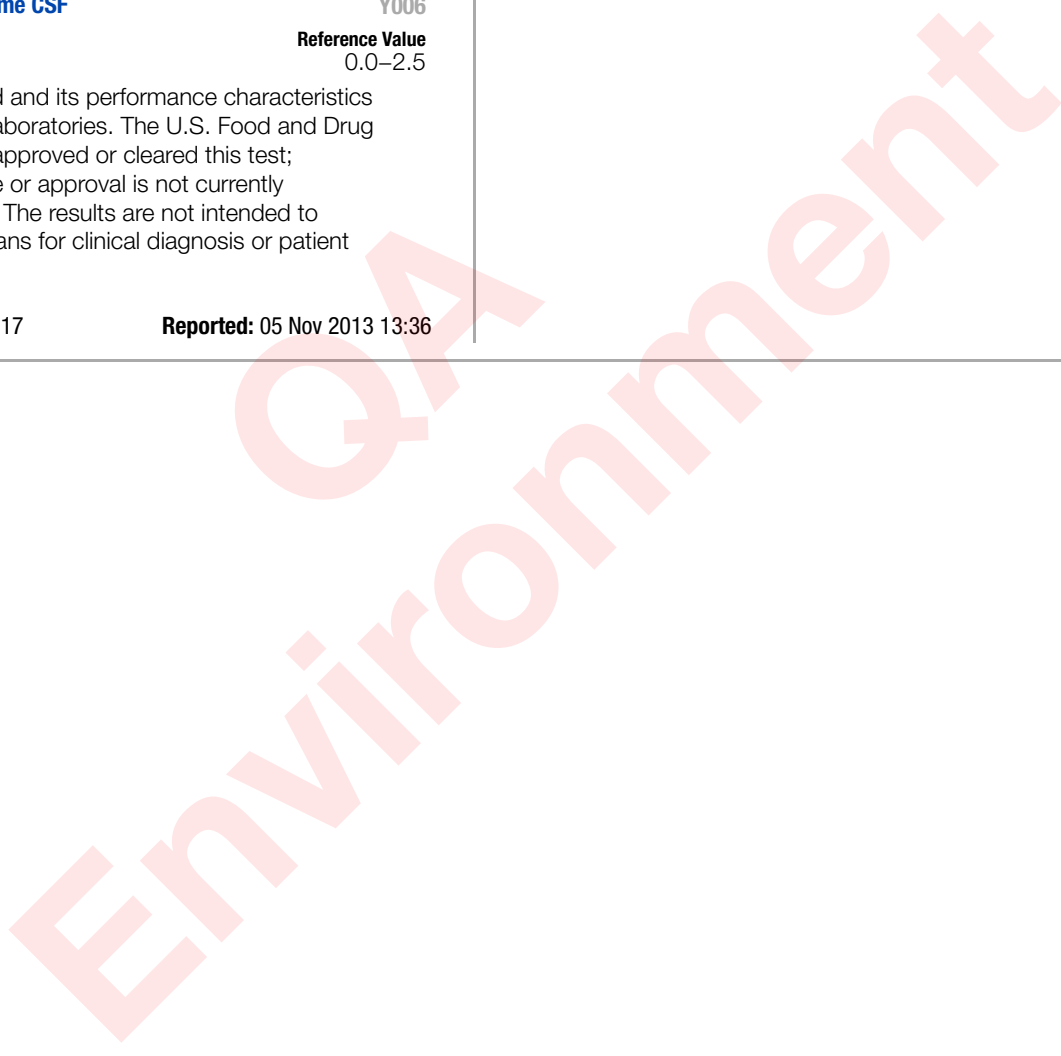 me CSF Y006
Reference Value
0.0–2.5
d and its performance characteristics
aboratories. The U.S. Food and Drug
approved or cleared this test;
e or approval is not currently
The results are not intended to
ans for clinical diagnosis or patient
17 Reported: 05 Nov 2013 13:36
QA
Environment